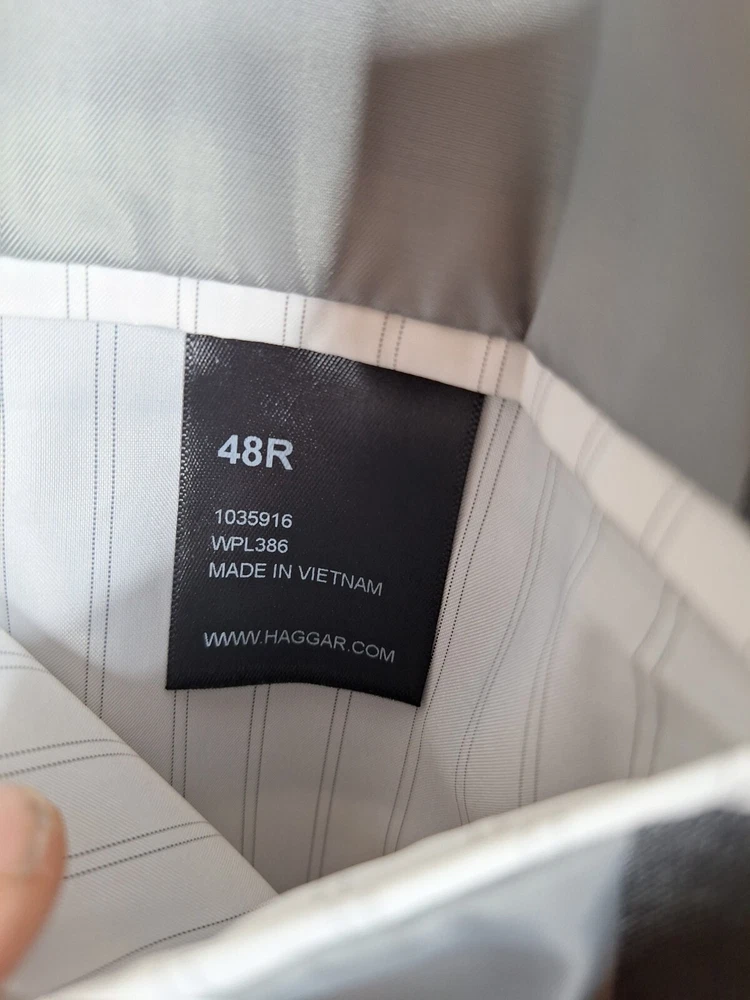 48R
1035916
WPL386
MADE IN VIETNAM
WWW.HAGGAR.COM